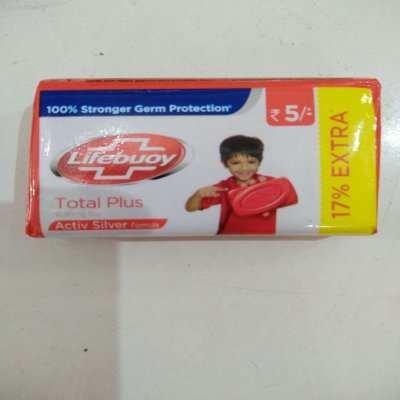 100% Stronger Germ Protection*
₹ 5/-
Lifebuoy
17% EXTRA
Total Plus
Activ Silver Formula